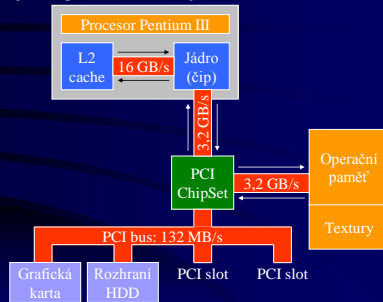 Procesor Pentium III
L2
cache
16 GB/s
Jádro
(čip)
3,2 GB/s
PCI
ChipSet
3,2 GB/s
Operační
paměť
Textury
PCI bus: 132 MB/s
Grafická
karta
Rozhraní
HDD
PCI slot
PCI slot